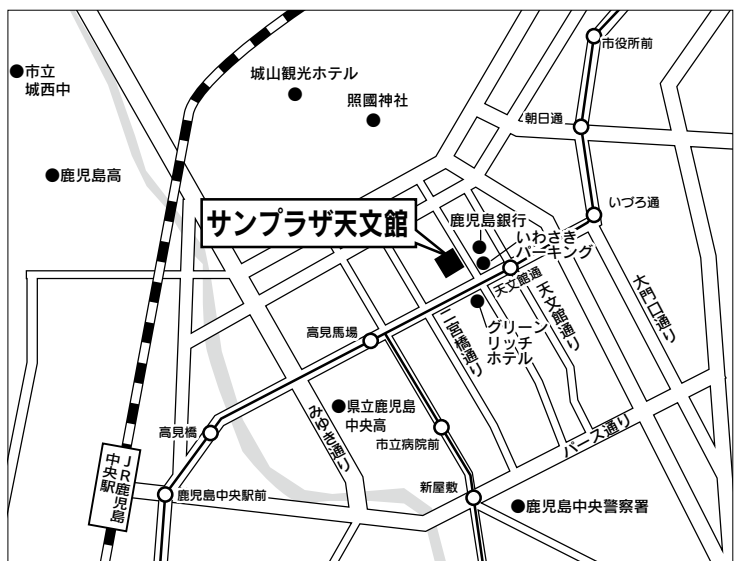 市役所前
市立
城西中
城山観光ホテル
照國神社
朝日通
鹿児島高
いづろ通
サンプラザ天文館
鹿児島銀行
いわさき
パーキング
天文館通
天文館通り
大門口通り
二官橋通り
グリーン
リッチ
ホテル
高見馬場
みゆき通り
県立鹿児島
中央高
市立病院前
パース通り
高見橋
JR鹿児島
中央駅
鹿児島中央駅前
新屋敷
鹿児島中央警察署